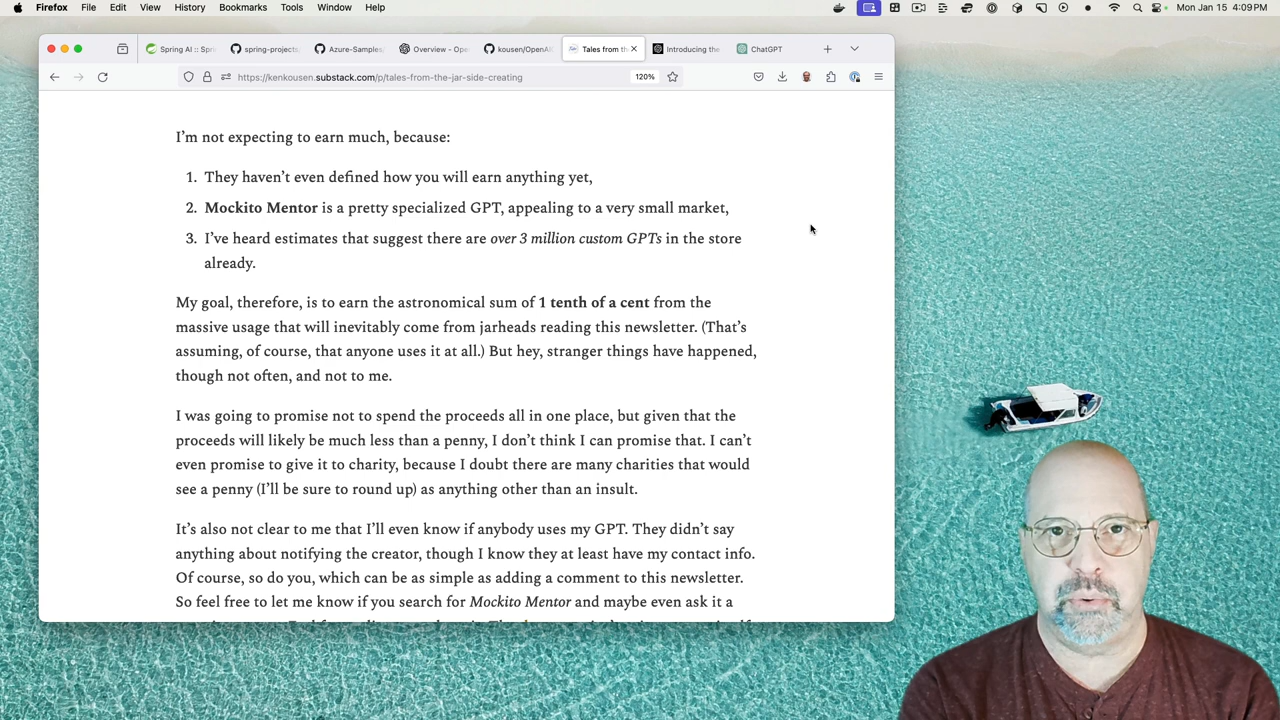 Firefox File Edit View History Bookmarks Tools Window Help Mon Jan 15 4:09 PM
Spring AI :: Spri spring-projects Azure-Samples/ Overview - Ope kousen/OpenAI Tales from th Introducing the ChatGPT
https://kenkousen.substack.com/p/tales-from-the-jar-side-creating 120%
I’m not expecting to earn much, because:
1. They haven’t even defined how you will earn anything yet,
2. Mockito Mentor is a pretty specialized GPT, appealing to a very small market,
3. I’ve heard estimates that suggest there are over 3 million custom GPTs in the store
already.
My goal, therefore, is to earn the astronomical sum of 1 tenth of a cent from the
massive usage that will inevitably come from jarheads reading this newsletter. (That’s
assuming, of course, that anyone uses it at all.) But hey, stranger things have happened,
though not often, and not to me.
I was going to promise not to spend the proceeds all in one place, but given that the
proceeds will likely be much less than a penny, I don’t think I can promise that. I can’t
even promise to give it to charity, because I doubt there are many charities that would
see a penny (I’ll be sure to round up) as anything other than an insult.
It’s also not clear to me that I’ll even know if anybody uses my GPT. They didn’t say
anything about notifying the creator, though I know they at least have my contact info.
Of course, so do you, which can be as simple as adding a comment to this newsletter.
So feel free to let me know if you search for Mockito Mentor and maybe even ask it a